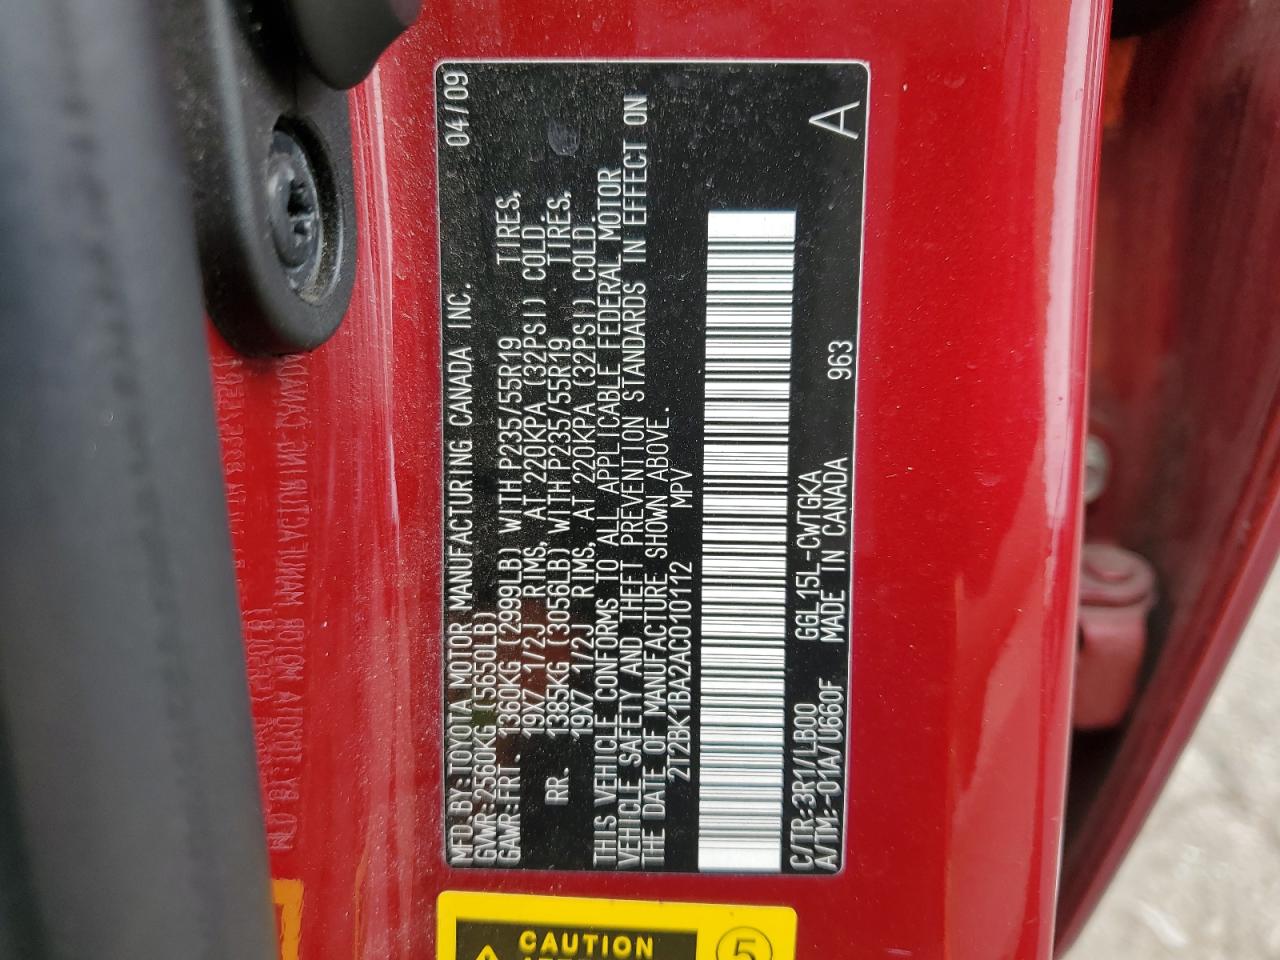 MFD BY: TOYOTA MOTOR MANUFACTURING CANADA INC. 04/09
GVWR: 2560KG (5650LB)
GAWR: FRT 1360KG (2999LB) WITH P235/55R19 TIRES,
19X7 1/2J RIMS, AT 220KPA (32PSI) COLD.
RR. 1385KG (3056LB) WITH P235/55R19 TIRES,
19X7 1/2J RIMS, AT 220KPA (32PSI) COLD
THIS VEHICLE CONFORMS TO ALL APPLICABLE FEDERAL MOTOR
VEHICLE SAFETY AND THEFT PREVENTION STANDARDS IN EFFECT ON
THE DATE OF MANUFACTURE SHOWN ABOVE.
2T2BK1BA2AC010112 MPV
C/TR: 3R1/LB00 GGL15L-CWTGKA
A/TM: -01A/U660F MADE IN CANADA 963 A
CAUTION
5